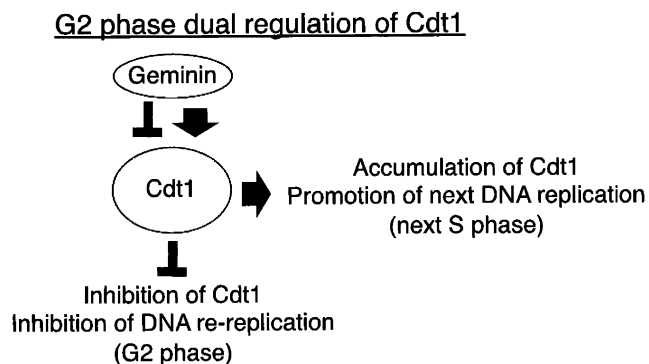 G2 phase dual regulation of Cdt1
Geminin
Cdt1
Accumulation of Cdt1
Promotion of next DNA replication
(next S phase)
Inhibition of Cdt1
Inhibition of DNA re-replication
(G2 phase)